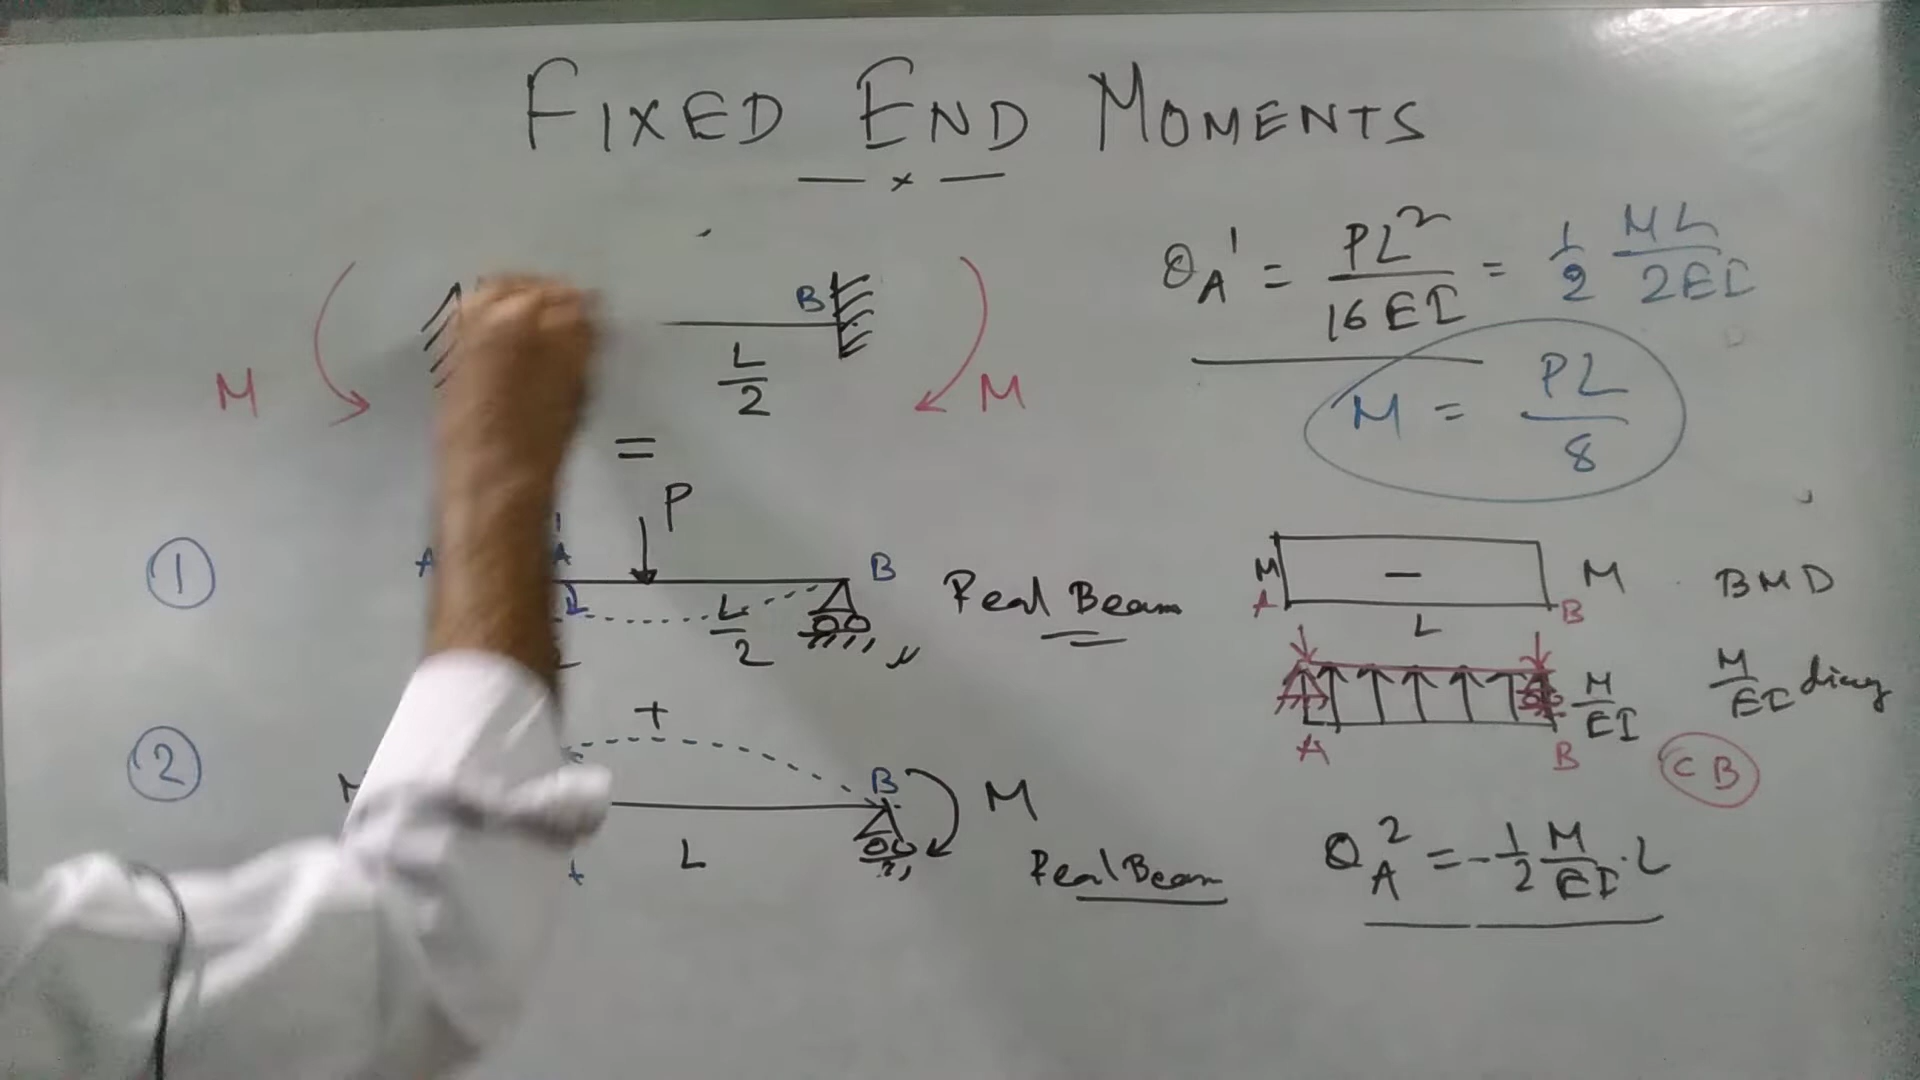 FIXED END MOMENTS
— x —
θA¹ = PL²/16EI = 1/2 ML/2EI
B
L/2
M
M
M = PL/8
=
P
1
A
A
B
L/2
Real Beam
M
–
M
BMD
A
L
B
M/EI
M/EI diag
A
B
CB
+
2
B
M
L
Real Beam
θA² = -1/2 M/EI · L